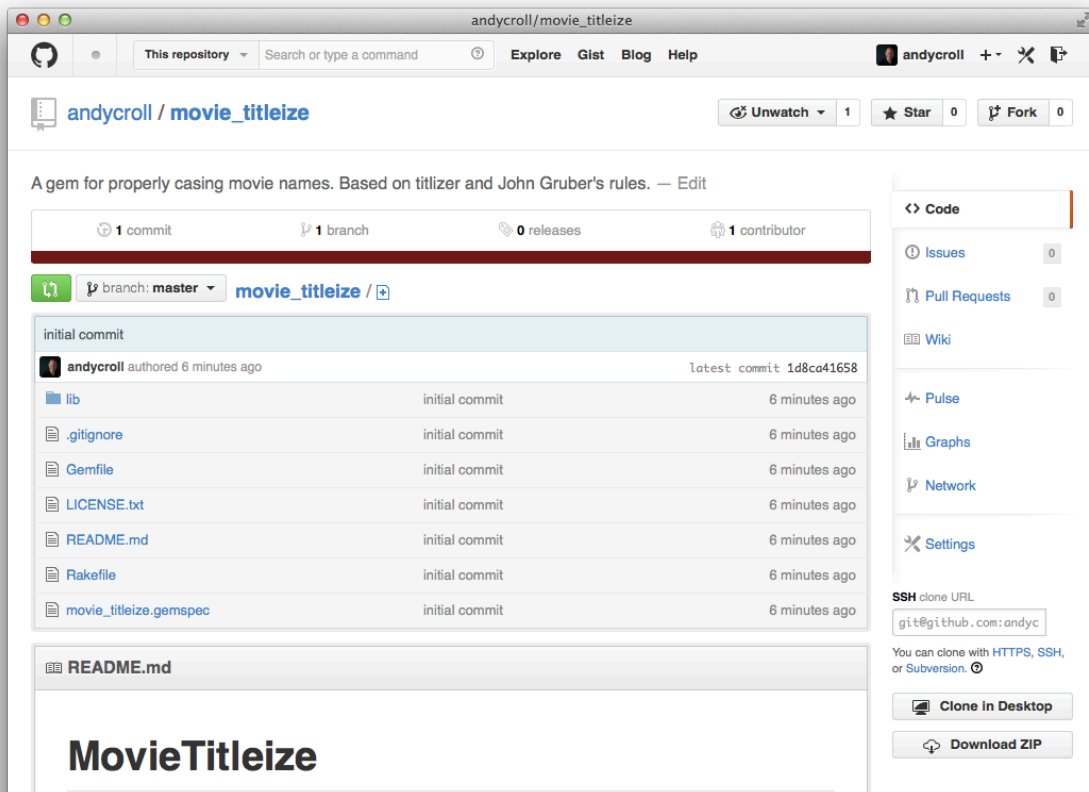 andycroll/movie_titleize
This repository Search or type a command Explore Gist Blog Help andycroll
andycroll / movie_titleize Unwatch 1 Star 0 Fork 0
A gem for properly casing movie names. Based on titlizer and John Gruber's rules. — Edit
1 commit 1 branch 0 releases 1 contributor
branch: master movie_titleize /
initial commit
andycroll authored 6 minutes ago latest commit 1d8ca41658
lib initial commit 6 minutes ago
.gitignore initial commit 6 minutes ago
Gemfile initial commit 6 minutes ago
LICENSE.txt initial commit 6 minutes ago
README.md initial commit 6 minutes ago
Rakefile initial commit 6 minutes ago
movie_titleize.gemspec initial commit 6 minutes ago
README.md
MovieTitleize
Code
Issues 0
Pull Requests 0
Wiki
Pulse
Graphs
Network
Settings
SSH clone URL
git@github.com:andyc
You can clone with HTTPS, SSH,
or Subversion.
Clone in Desktop
Download ZIP